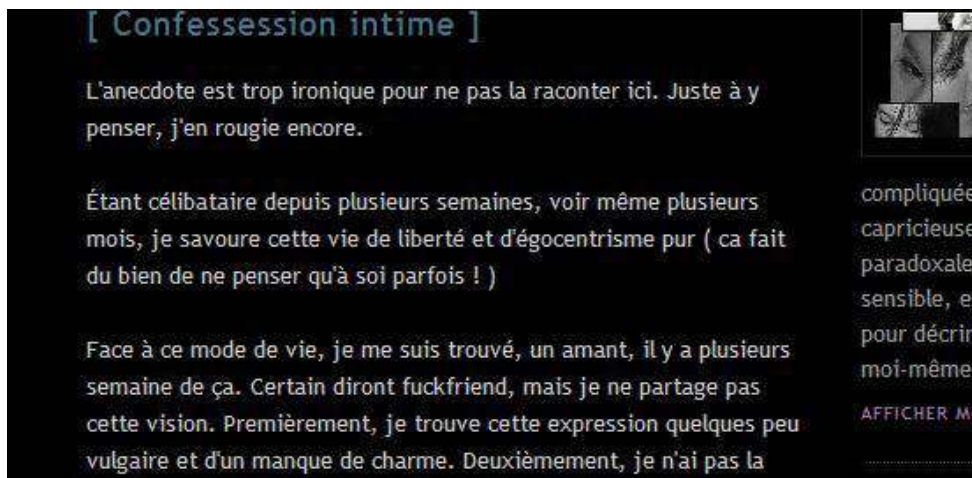 [ Confessession intime ]
L'anecdote est trop ironique pour ne pas la raconter ici. Juste à y
penser, j'en rougie encore.
Étant célibataire depuis plusieurs semaines, voir même plusieurs
mois, je savoure cette vie de liberté et d'égocentrisme pur ( ca fait
du bien de ne penser qu'à soi parfois ! )
Face à ce mode de vie, je me suis trouvé, un amant, il y a plusieurs
semaine de ça. Certain diront fuckfriend, mais je ne partage pas
cette vision. Premièrement, je trouve cette expression quelques peu
vulgaire et d'un manque de charme. Deuxièmement, je n'ai pas la
compliquée
capricieuse
paradoxale
sensible, e
pour décrir
moi-même
AFFICHER M